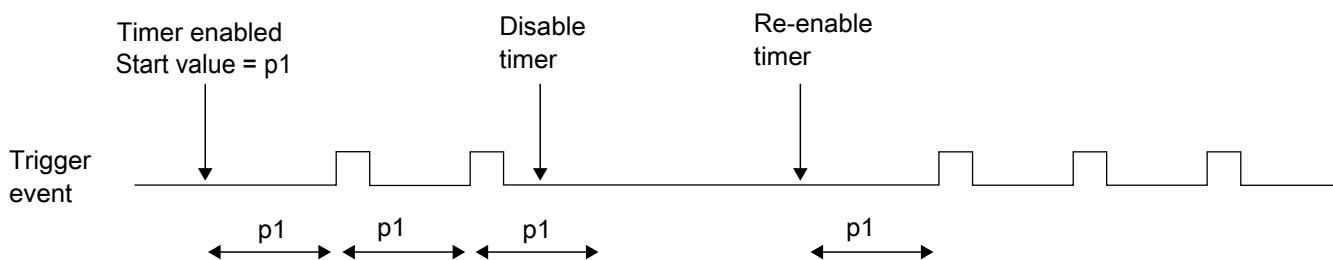 Timer enabled
Start value = p1
Disable
timer
Re-enable
timer
Trigger
event
p1
p1
p1
p1